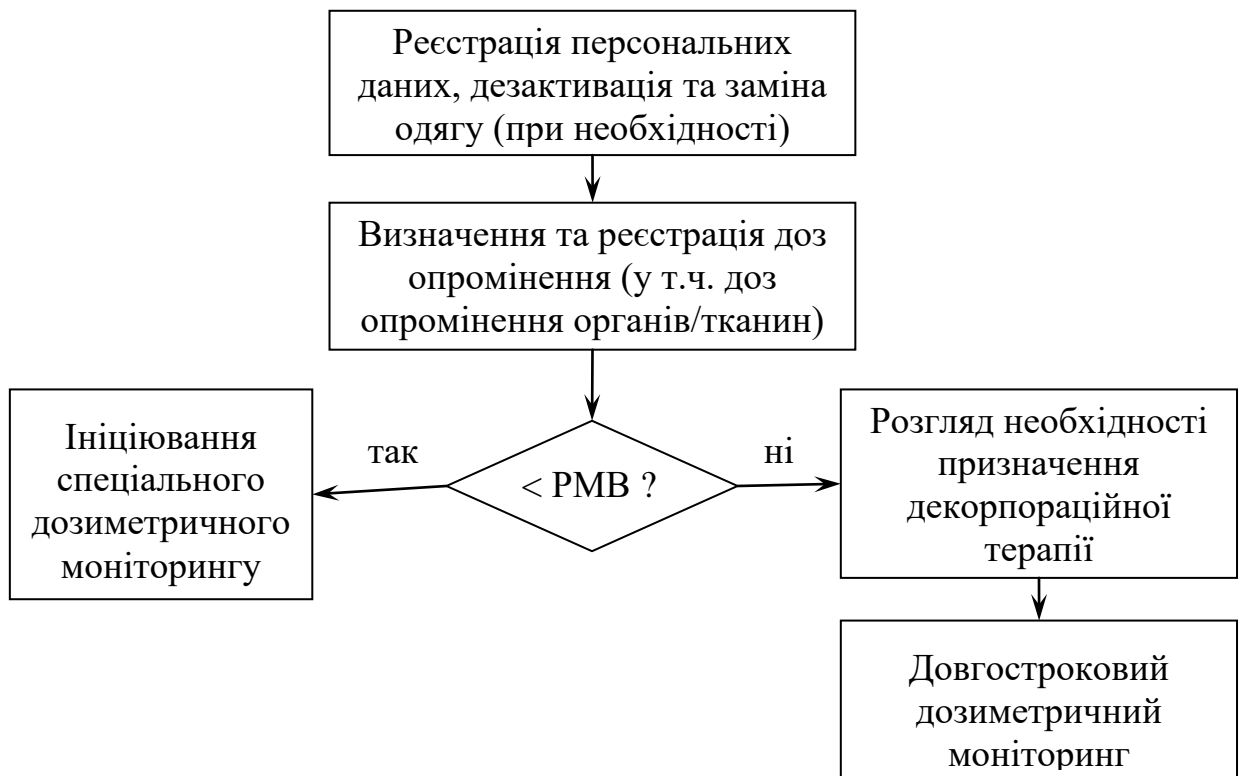 Реєстрація персональних
даних, дезактивація та заміна
одягу (при необхідності)
Визначення та реєстрація доз
опромінення (у т.ч. доз
опромінення органів/тканин)
Ініціювання
спеціального
дозиметричного
моніторингу
так
< РМВ ?
ні
Розгляд необхідності
призначення
декорпораційної
терапії
Довгостроковий
дозиметричний
моніторинг